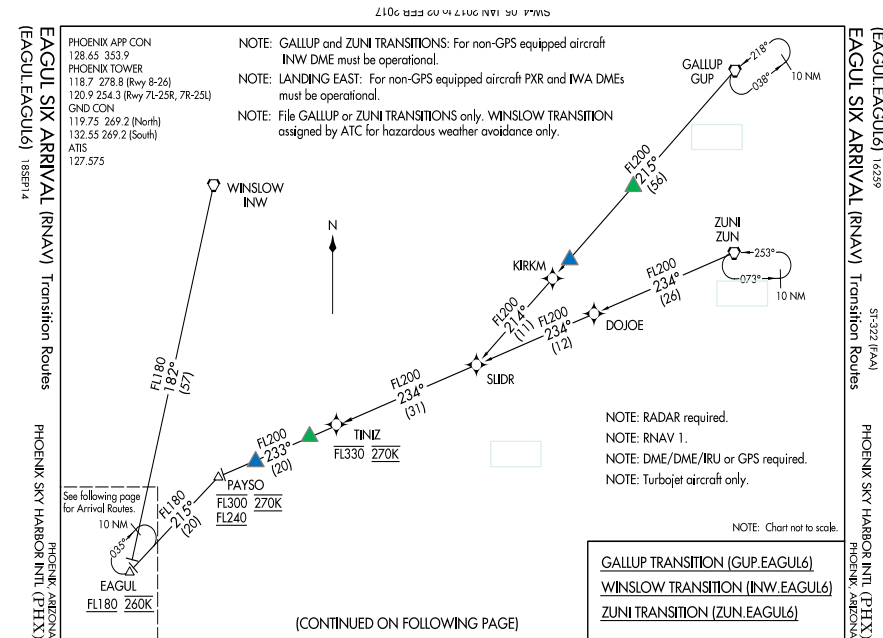 SW-4, 05 JAN 2017 to 02 FEB 2017
(EAGUL.EAGUL6) 18SEP14
EAGUL SIX ARRIVAL (RNAV) Transition Routes
PHOENIX, ARIZONA
PHOENIX SKY HARBOR INTL (PHX)
PHOENIX APP CON
128.65 353.9
PHOENIX TOWER
118.7 278.8 (Rwy 8-26)
120.9 254.3 (Rwy 7L-25R, 7R-25L)
GND CON
119.75 269.2 (North)
132.55 269.2 (South)
ATIS
127.575
NOTE: GALLUP and ZUNI TRANSITIONS: For non-GPS equipped aircraft
INW DME must be operational.
NOTE: LANDING EAST: For non-GPS equipped aircraft PXR and IWA DMEs
must be operational.
NOTE: File GALLUP or ZUNI TRANSITIONS only. WINSLOW TRANSITION
assigned by ATC for hazardous weather avoidance only.
GALLUP
GUP
218°
038°
10 NM
FL200
215°
(56)
WINSLOW
INW
N
ZUNI
ZUN
253°
073°
10 NM
KIRKM
FL200
234°
(26)
DOJOE
FL200
214°
(11)
FL200
234°
(12)
SLIDR
FL180
182°
(57)
FL200
234°
(31)
TINIZ
FL330 270K
FL200
233°
(20)
PAYSO
FL300 270K
FL240
FL180
215°
(20)
See following page
for Arrival Routes.
10 NM
035°
EAGUL
FL180 260K
NOTE: RADAR required.
NOTE: RNAV 1.
NOTE: DME/DME/IRU or GPS required.
NOTE: Turbojet aircraft only.
NOTE: Chart not to scale.
GALLUP TRANSITION (GUP.EAGUL6)
WINSLOW TRANSITION (INW.EAGUL6)
ZUNI TRANSITION (ZUN.EAGUL6)
(CONTINUED ON FOLLOWING PAGE)
(EAGUL.EAGUL6) 16259
EAGUL SIX ARRIVAL (RNAV) Transition Routes
ST-322 (FAA)
PHOENIX SKY HARBOR INTL (PHX)
PHOENIX, ARIZONA